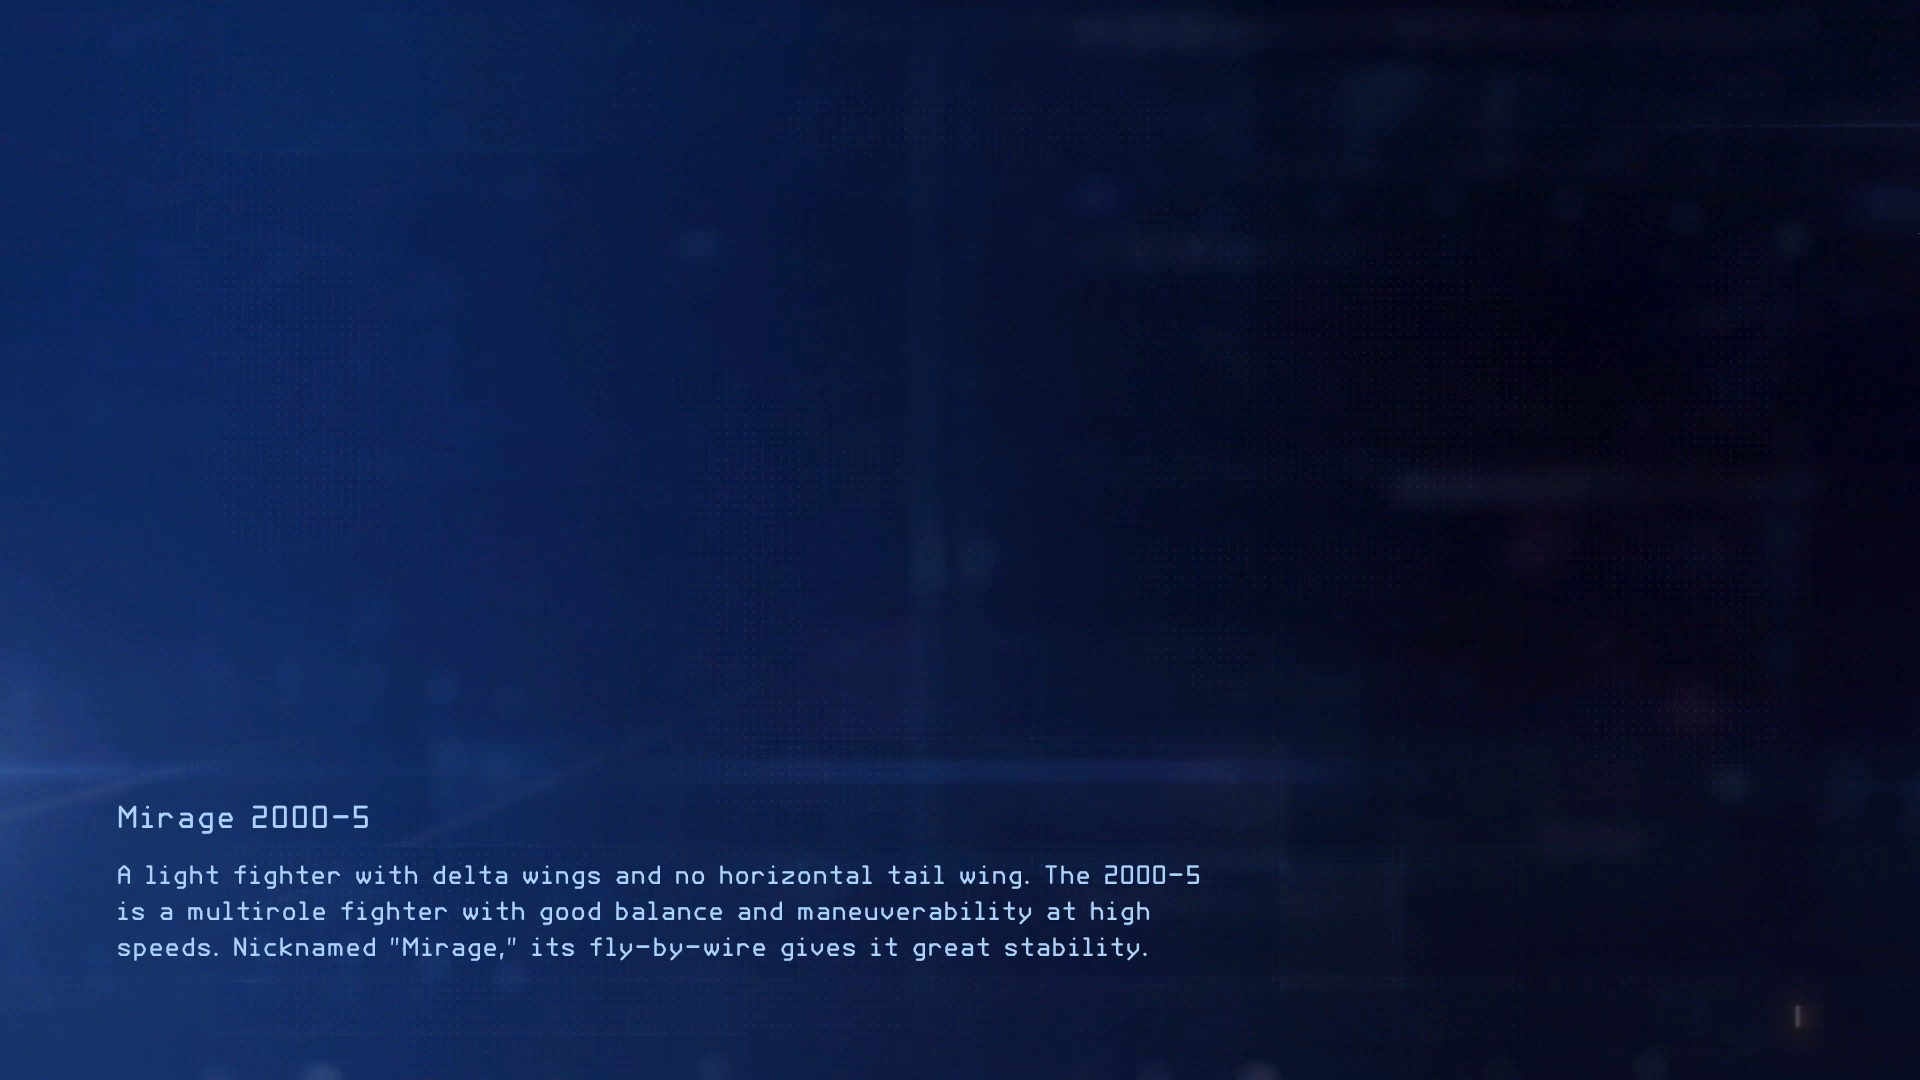 Mirage 2000-5
A light fighter with delta wings and no horizontal tail wing. The 2000-5
is a multirole fighter with good balance and maneuverability at high
speeds. Nicknamed "Mirage," its fly-by-wire gives it great stability.